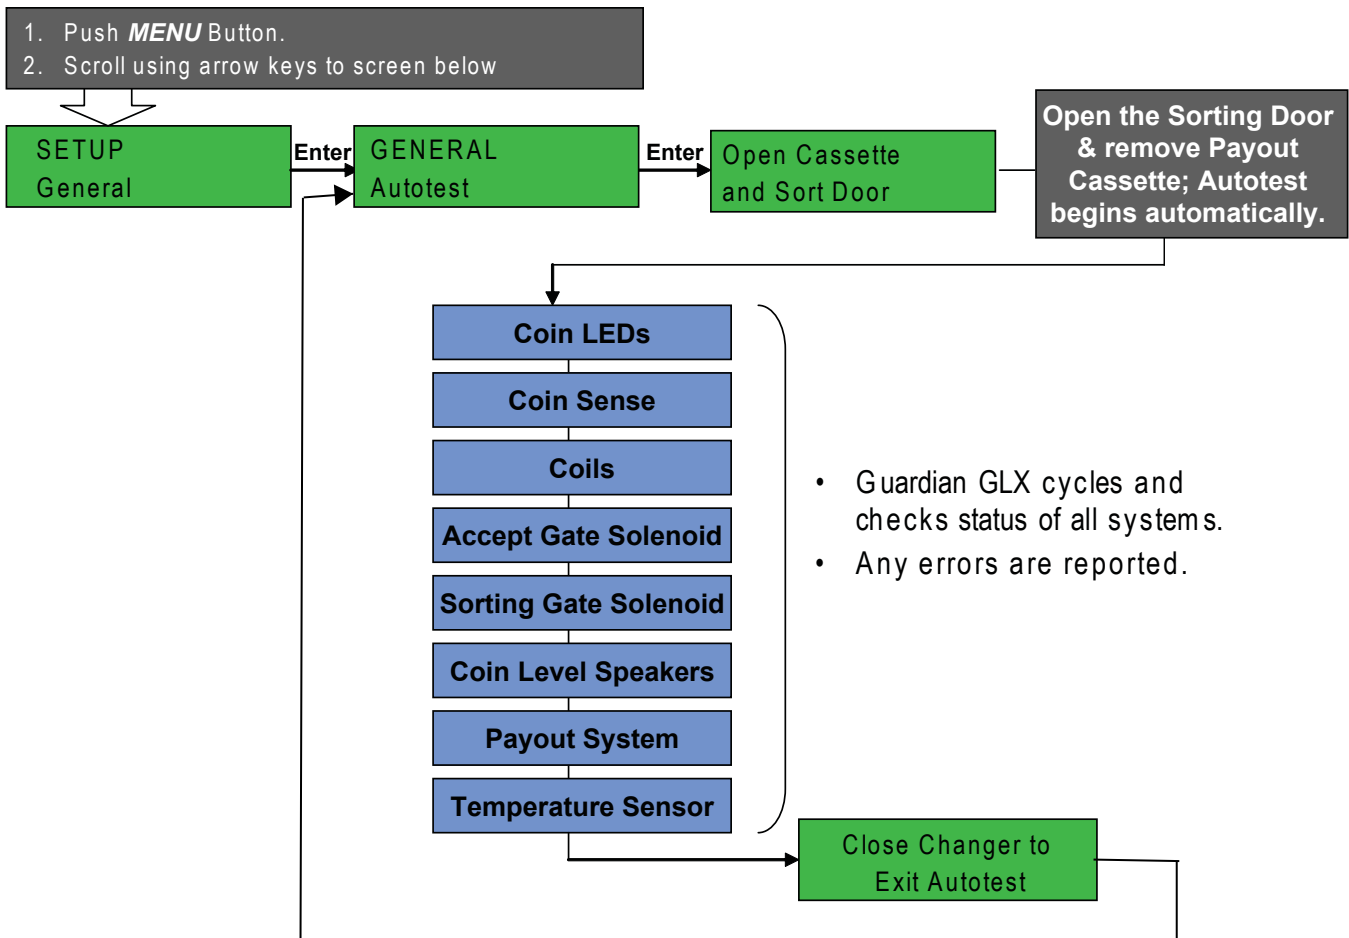 1. Push MENU Button.
2. Scroll using arrow keys to screen below
SETUP
General
Enter
GENERAL
Autotest
Enter
Open Cassette
and Sort Door
Open the Sorting Door
& remove Payout
Cassette; Autotest
begins automatically.
Coin LEDs
Coin Sense
Coils
Accept Gate Solenoid
Sorting Gate Solenoid
Coin Level Speakers
Payout System
Temperature Sensor
• Guardian GLX cycles and
checks status of all systems.
• Any errors are reported.
Close Changer to
Exit Autotest